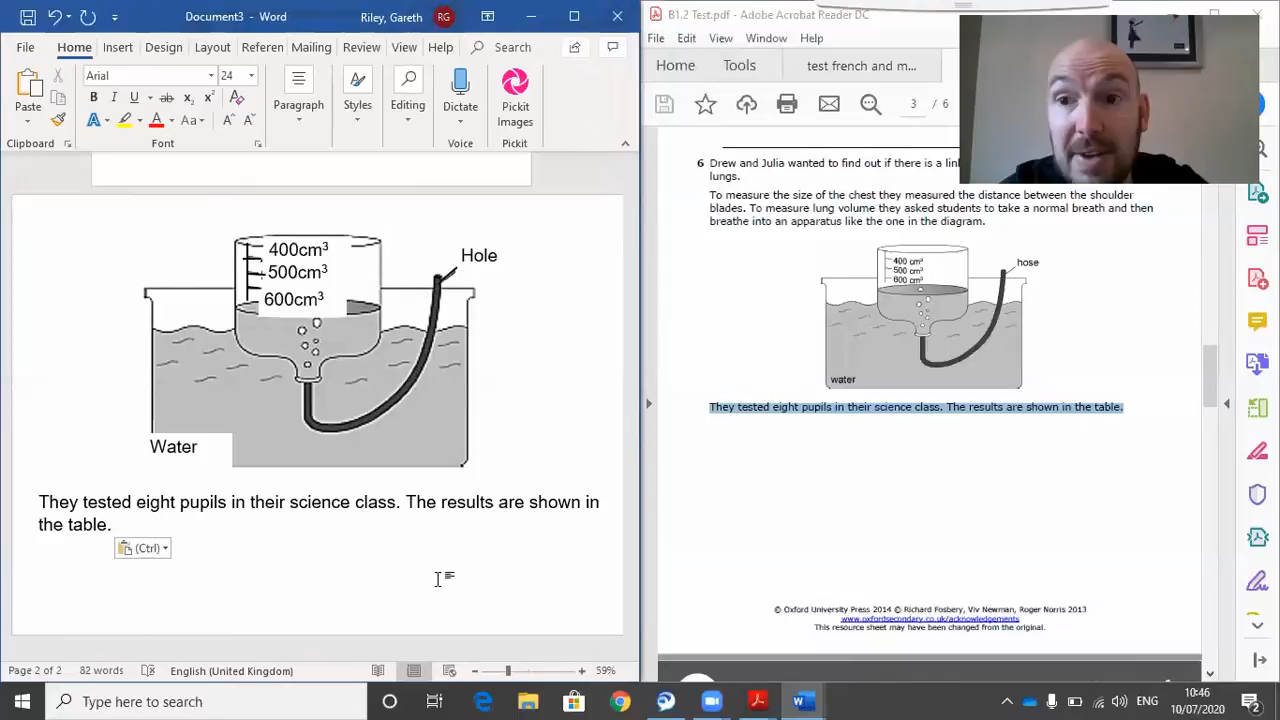 Document3
Riley, Gareth
RG
File
Home
Insert
Design
Layout
Referen
Mailing
Review
View
Help
Search
Paste
Clipboard
Arial
24
Font
Paragraph
Styles
Editing
Dictate
Voice
Pickit
Images
Pickit
400cm³
500cm³
600cm³
Hole
Water
They tested eight pupils in their science class. The results are shown in
the table.
(Ctrl)
Page 2 of 2
82 words
English (United Kingdom)
59%
B1.2 Test.pdf - Adobe Acrobat Reader DC
File
Edit
View
Window
Help
Home
Tools
test french and m...
3
/ 6
6 Drew and Julia wanted to find out if there is a lin
lungs.
To measure the size of the chest they measured the distance between the shoulder
blades. To measure lung volume they asked students to take a normal breath and then
breathe into an apparatus like the one in the diagram.
400 cm³
500 cm³
600 cm³
hose
water
They tested eight pupils in their science class. The results are shown in the table.
© Oxford University Press 2014 © Richard Fosbery, Viv Newman, Roger Norris 2013
www.oxfordsecondary.co.uk/acknowledgements
This resource sheet may have been changed from the original.
Type here to search
ENG
10:46
10/07/2020
2